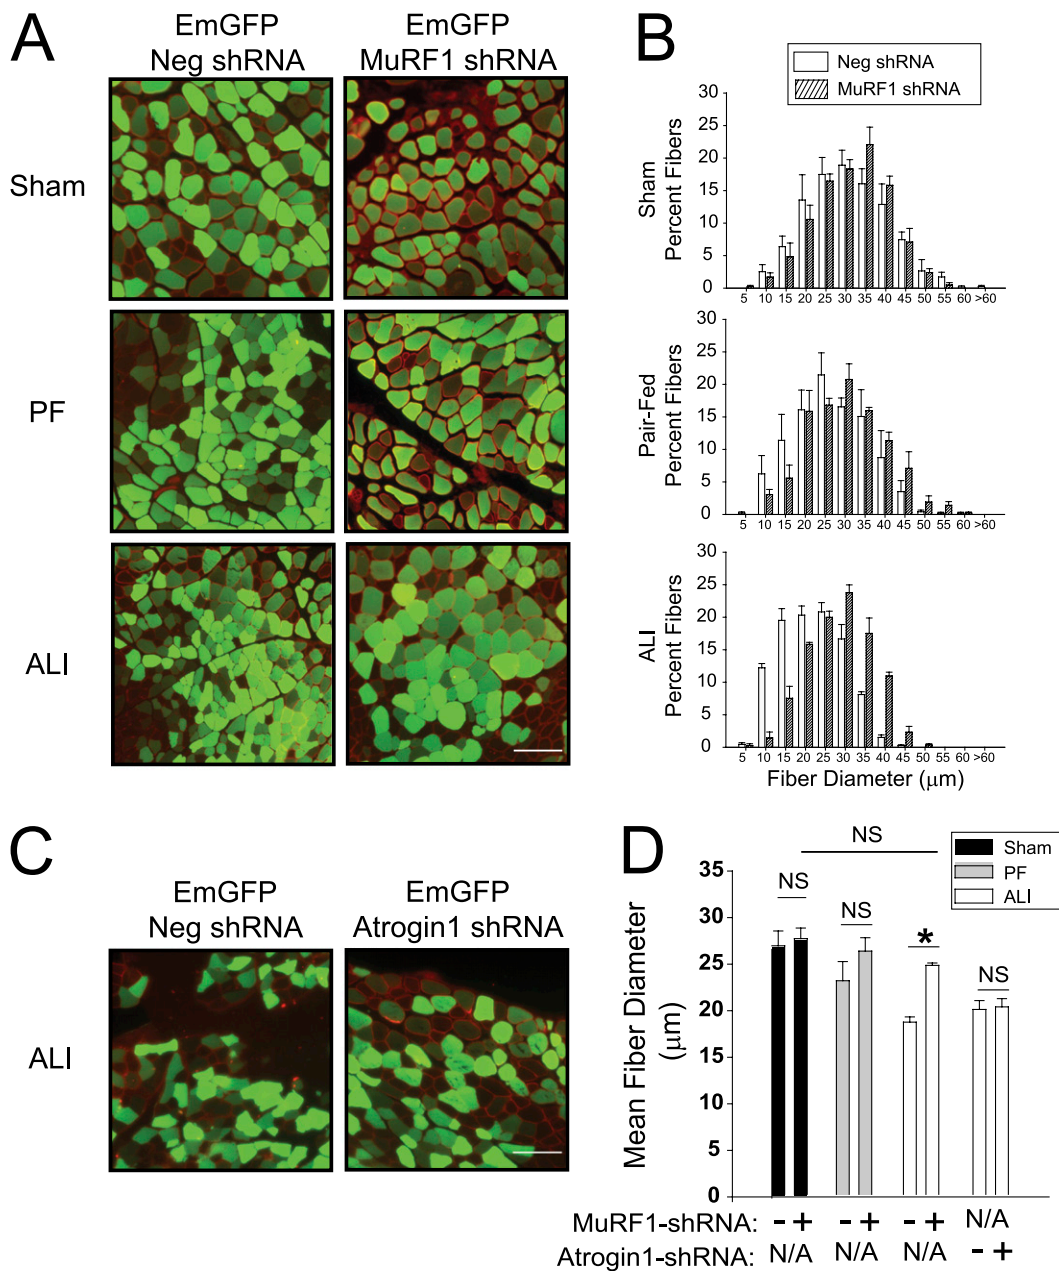 A
EmGFP
Neg shRNA
EmGFP
MuRF1 shRNA
Sham
PF
ALI
B
Neg shRNA
MuRF1 shRNA
Sham
Percent Fibers
30
25
20
15
10
5
0
5 10 15 20 25 30 35 40 45 50 55 60 >60
Pair-Fed
Percent Fibers
30
25
20
15
10
5
0
5 10 15 20 25 30 35 40 45 50 55 60 >60
ALI
Percent Fibers
30
25
20
15
10
5
0
5 10 15 20 25 30 35 40 45 50 55 60 >60
Fiber Diameter (μm)
C
EmGFP
Neg shRNA
EmGFP
Atrogin1 shRNA
ALI
D
NS
Sham
PF
ALI
NS
NS
*
NS
Mean Fiber Diameter
(μm)
35
30
25
20
15
10
5
0
MuRF1-shRNA: - + - + - + N/A
Atrogin1-shRNA: N/A N/A N/A - +